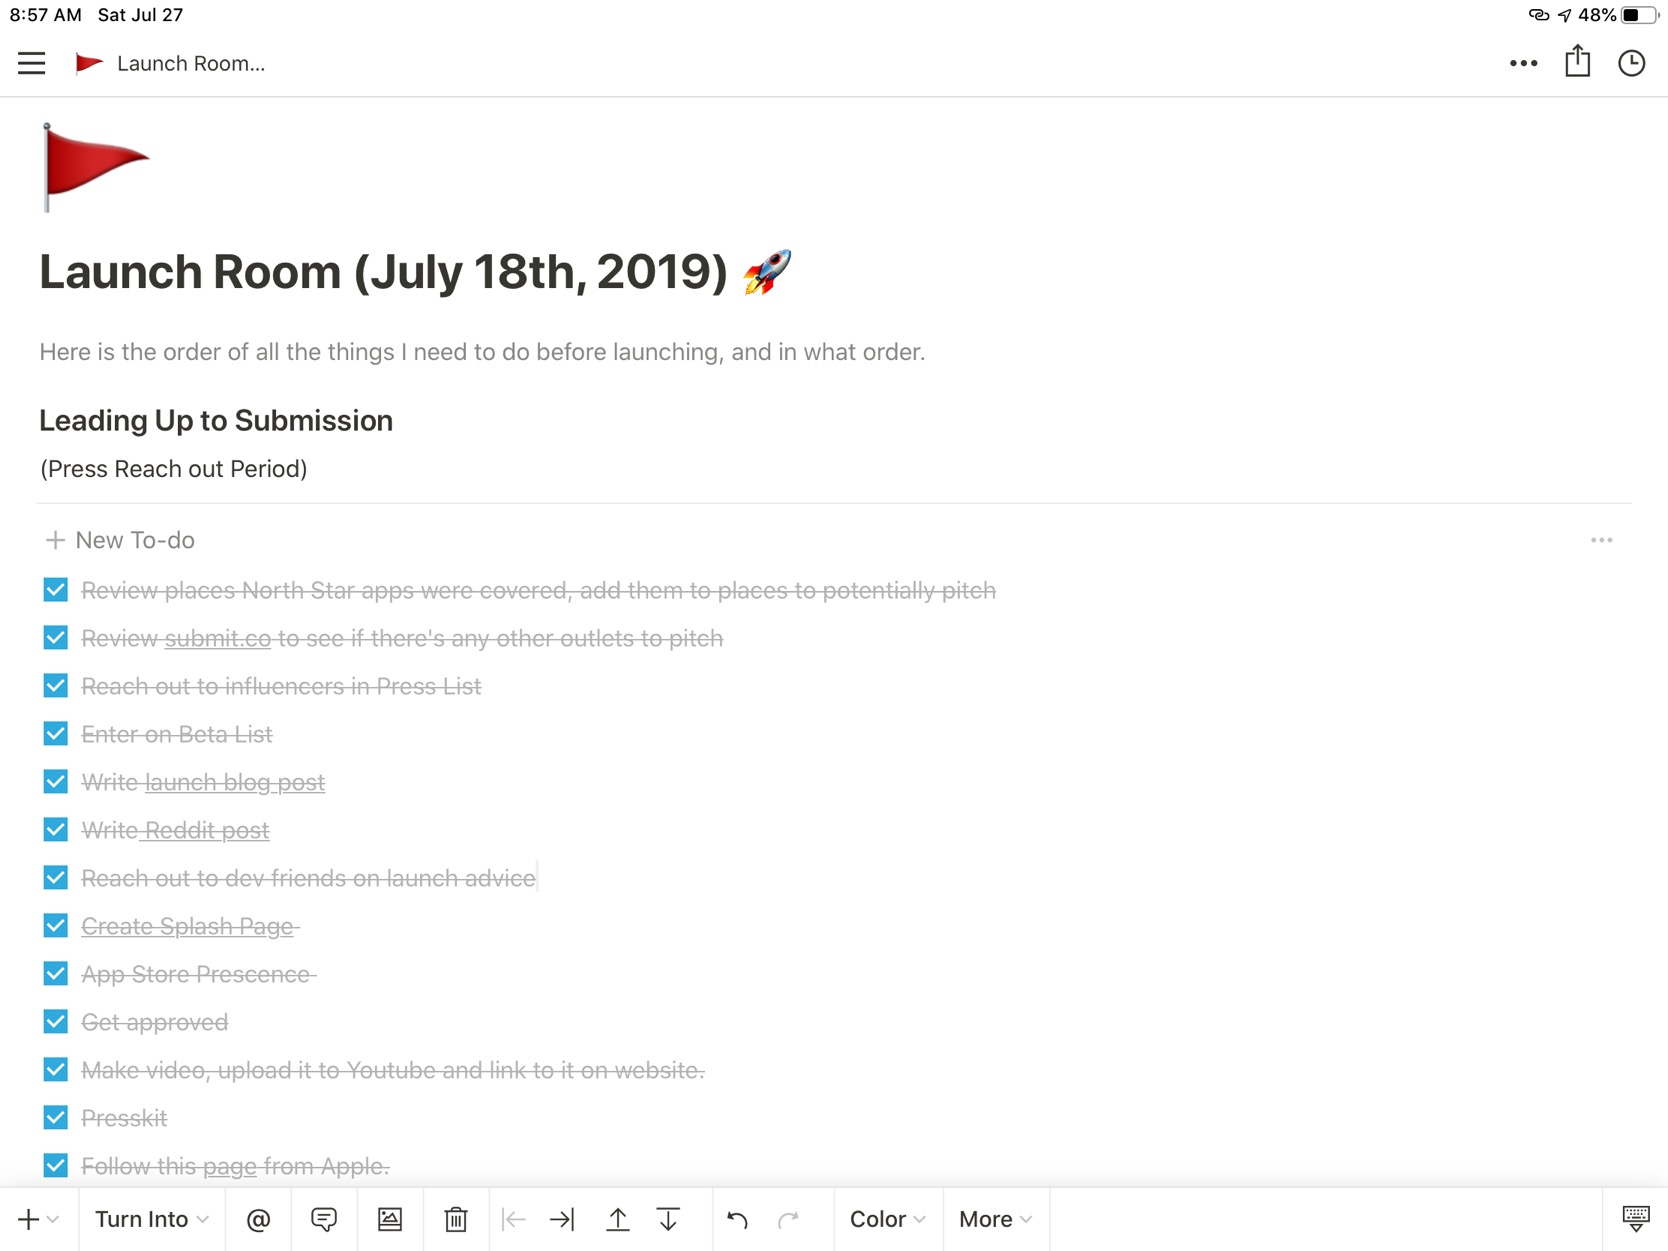 8:57 AM Sat Jul 27 48%
Launch Room...
Launch Room (July 18th, 2019) 🚀
Here is the order of all the things I need to do before launching, and in what order.
Leading Up to Submission
(Press Reach out Period)
New To-do
Review places North Star apps were covered, add them to places to potentially pitch
Review submit.co to see if there's any other outlets to pitch
Reach out to influencers in Press List
Enter on Beta List
Write launch blog post
Write Reddit post
Reach out to dev friends on launch advice
Create Splash Page
App Store Prescence
Get approved
Make video, upload it to Youtube and link to it on website.
Presskit
Follow this page from Apple.
Turn Into @ Color More